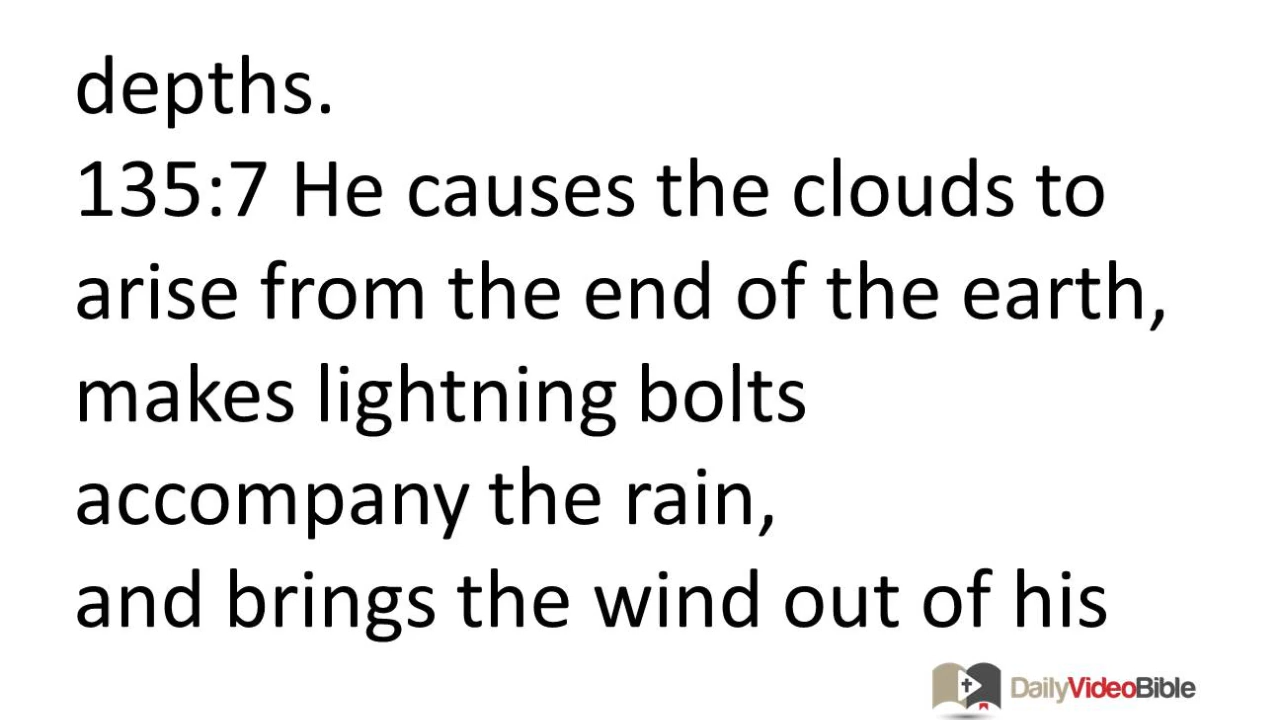 depths.
135:7 He causes the clouds to
arise from the end of the earth,
makes lightning bolts
accompany the rain,
and brings the wind out of his
DailyVideoBible